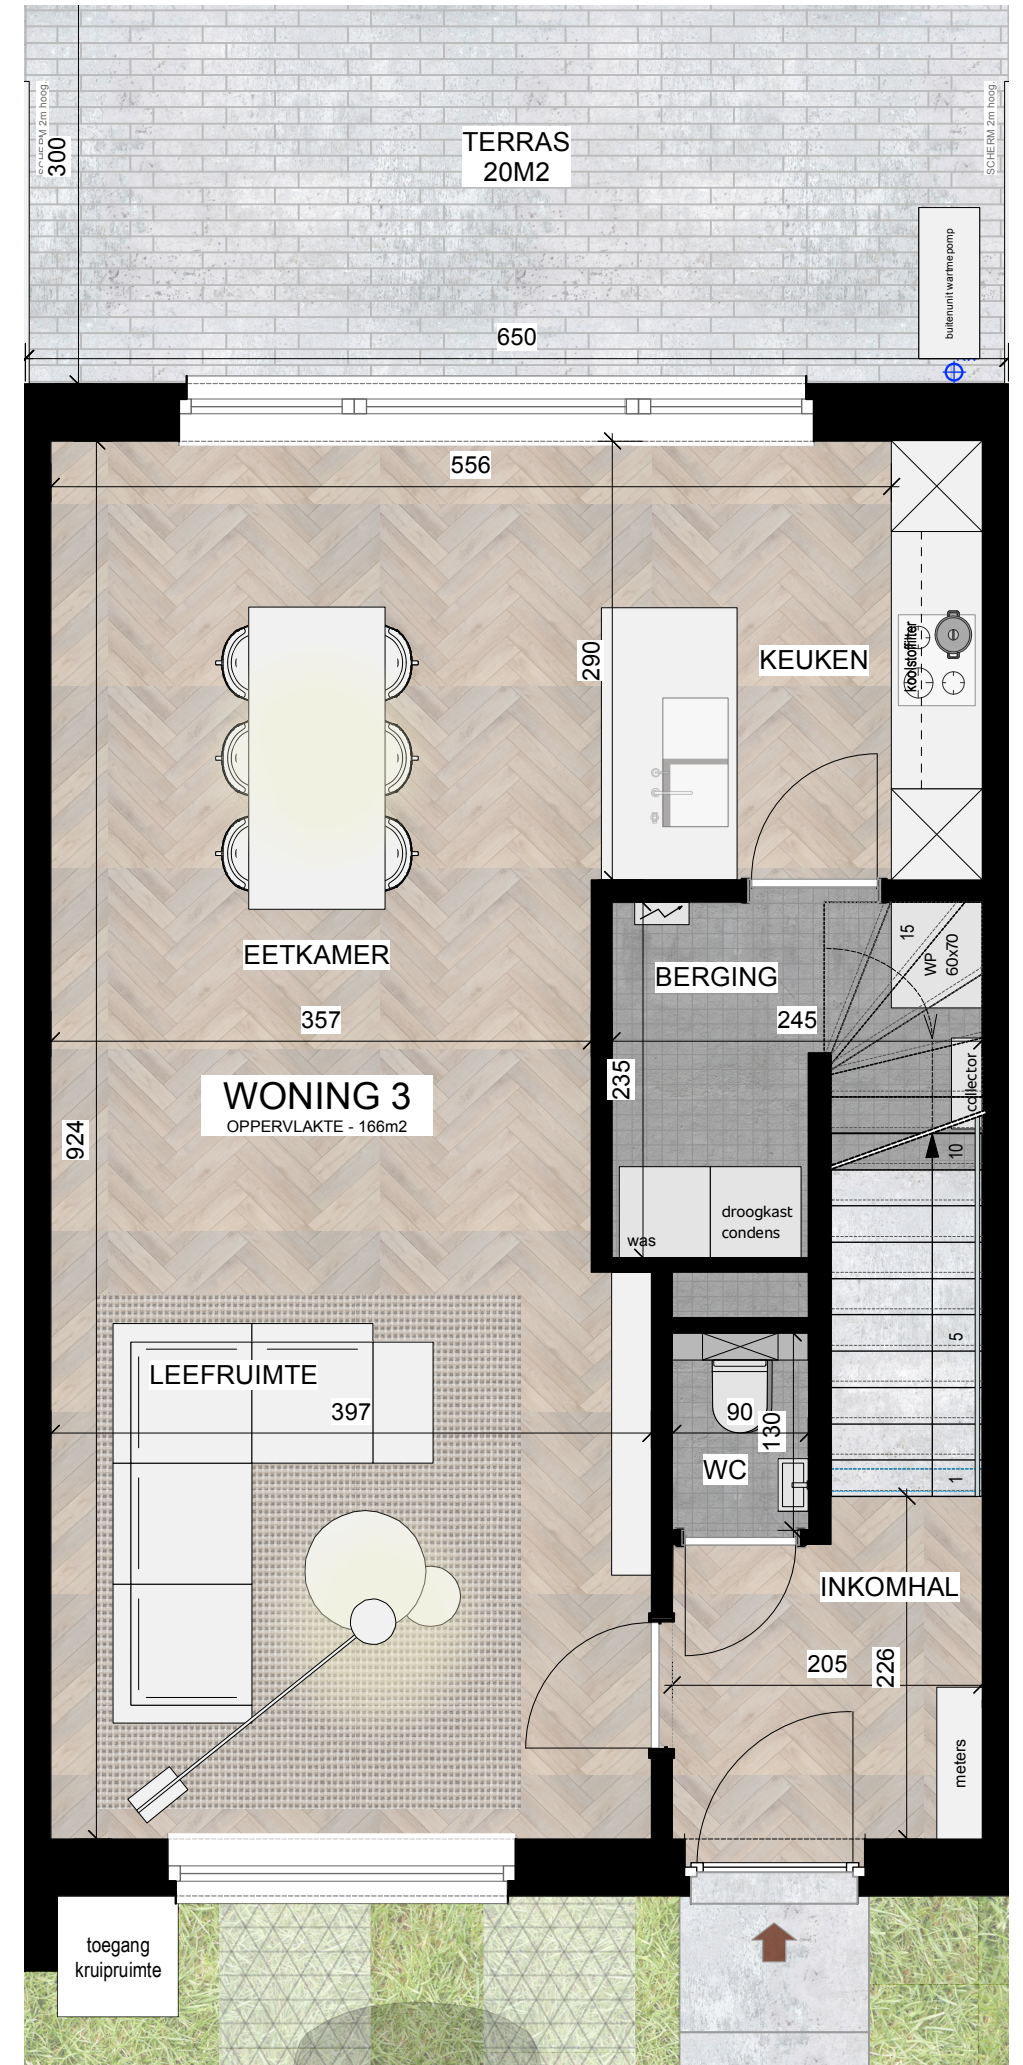 SCHERM 2m hoog.
300
TERRAS
20M2
SCHERM 2m hoog.
buitenunit wartmepomp
650
556
290
KEUKEN
koolstoffilter
EETKAMER
BERGING
15
WP
60x70
357
245
235
collector
WONING 3
OPPERVLAKTE - 166m2
924
10
droogkast
condens
was
5
LEEFRUIMTE
397
90
130
WC
1
INKOMHAL
205
226
meters
toegang
kruipruimte